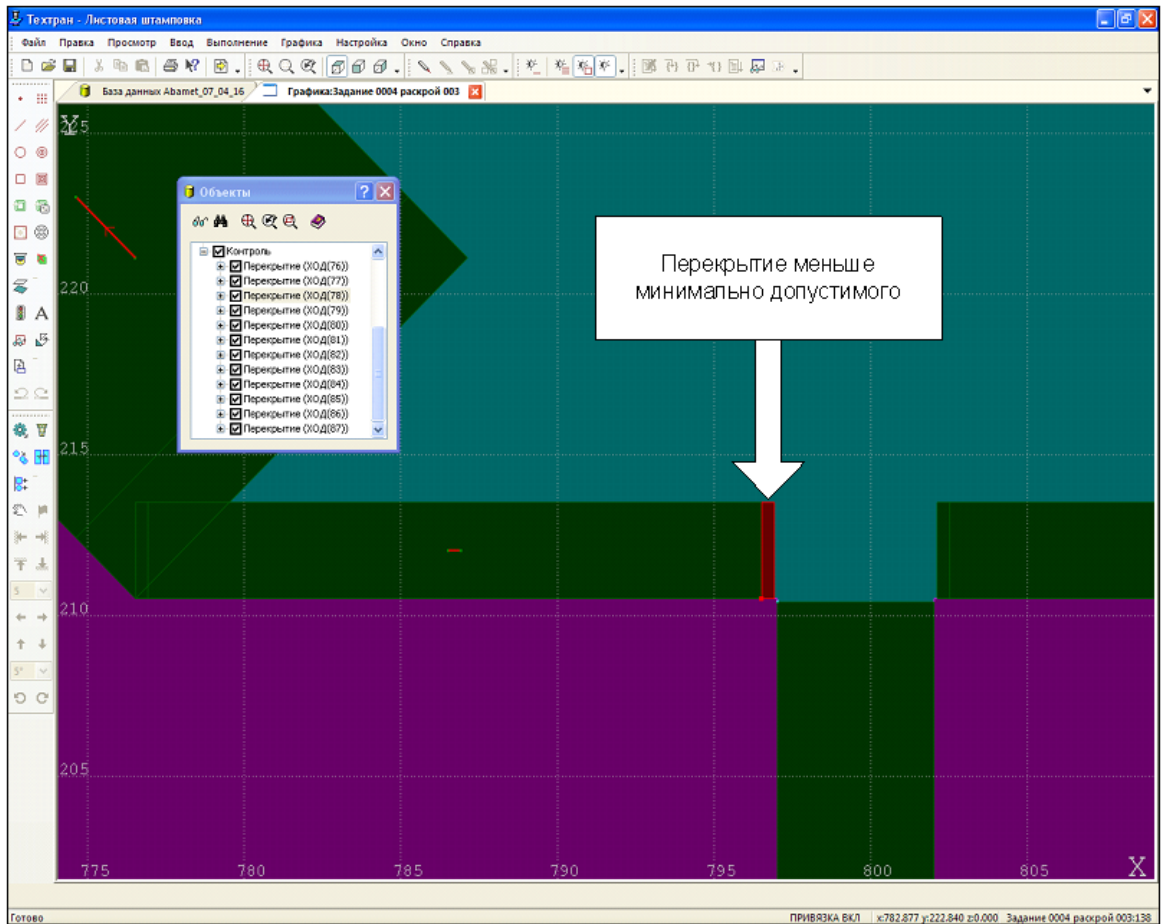 Техтран - Листовая штамповка
Файл Правка Просмотр Ввод Выполнение Графика Настройка Окно Справка
База данных Abamet_07_04_16 Графика:Задание 0004 раскрой 003
Y
225
Объекты
Контроль
Перекрытие (ХОД(76))
Перекрытие (ХОД(77))
Перекрытие (ХОД(78))
Перекрытие (ХОД(79))
Перекрытие (ХОД(80))
Перекрытие (ХОД(81))
Перекрытие (ХОД(82))
Перекрытие (ХОД(83))
Перекрытие (ХОД(84))
Перекрытие (ХОД(85))
Перекрытие (ХОД(86))
Перекрытие (ХОД(87))
Перекрытие меньше
минимально допустимого
220
215
210
205
5
5°
775 780 785 790 795 800 805 X
Готово ПРИВЯЗКА ВКЛ x:782.877 y:222.840 z:0.000 Задание 0004 раскрой 003:138